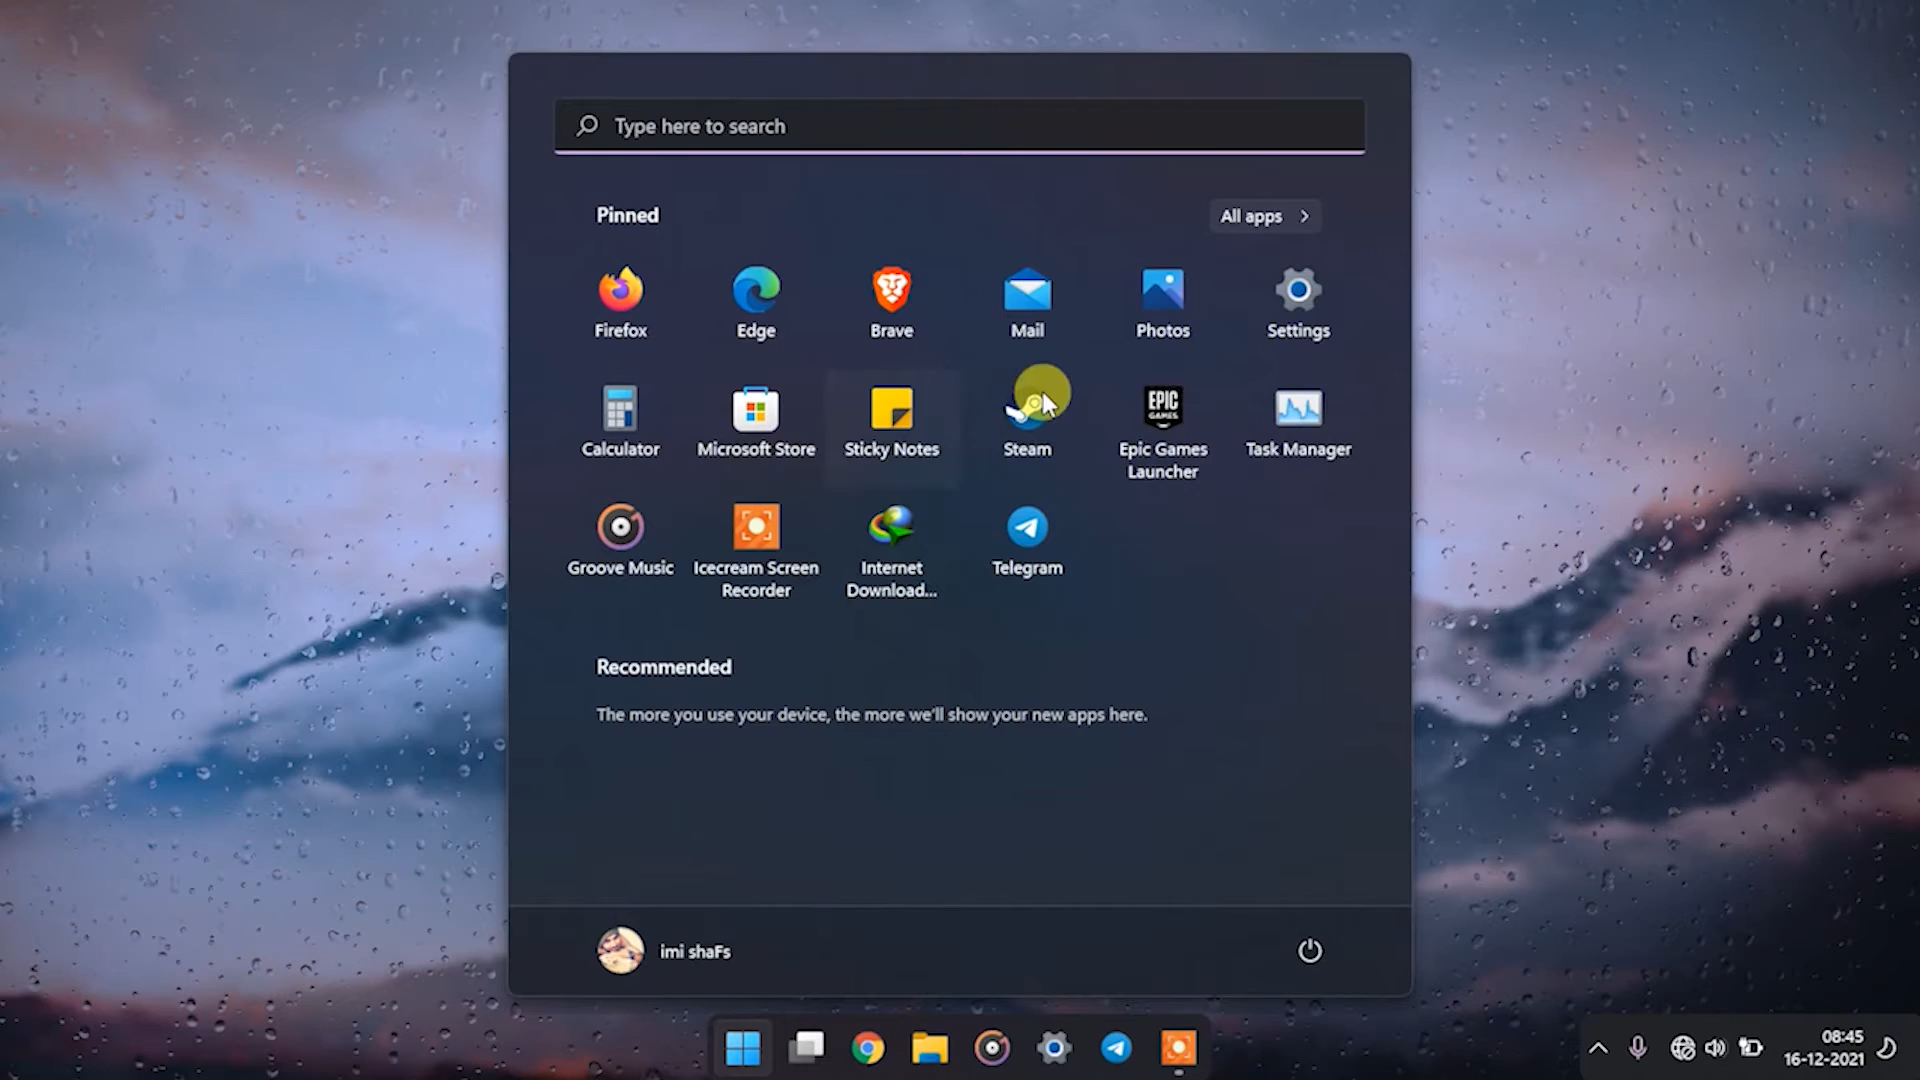 Type here to search
Pinned
All apps
Firefox
Edge
Brave
Mail
Photos
Settings
Calculator
Microsoft Store
Sticky Notes
Steam
EPIC
GAMES
Epic Games
Launcher
Task Manager
Groove Music
Icecream Screen
Recorder
Internet
Download...
Telegram
Recommended
The more you use your device, the more we'll show your new apps here.
imi shaFs
08:45
16-12-2021